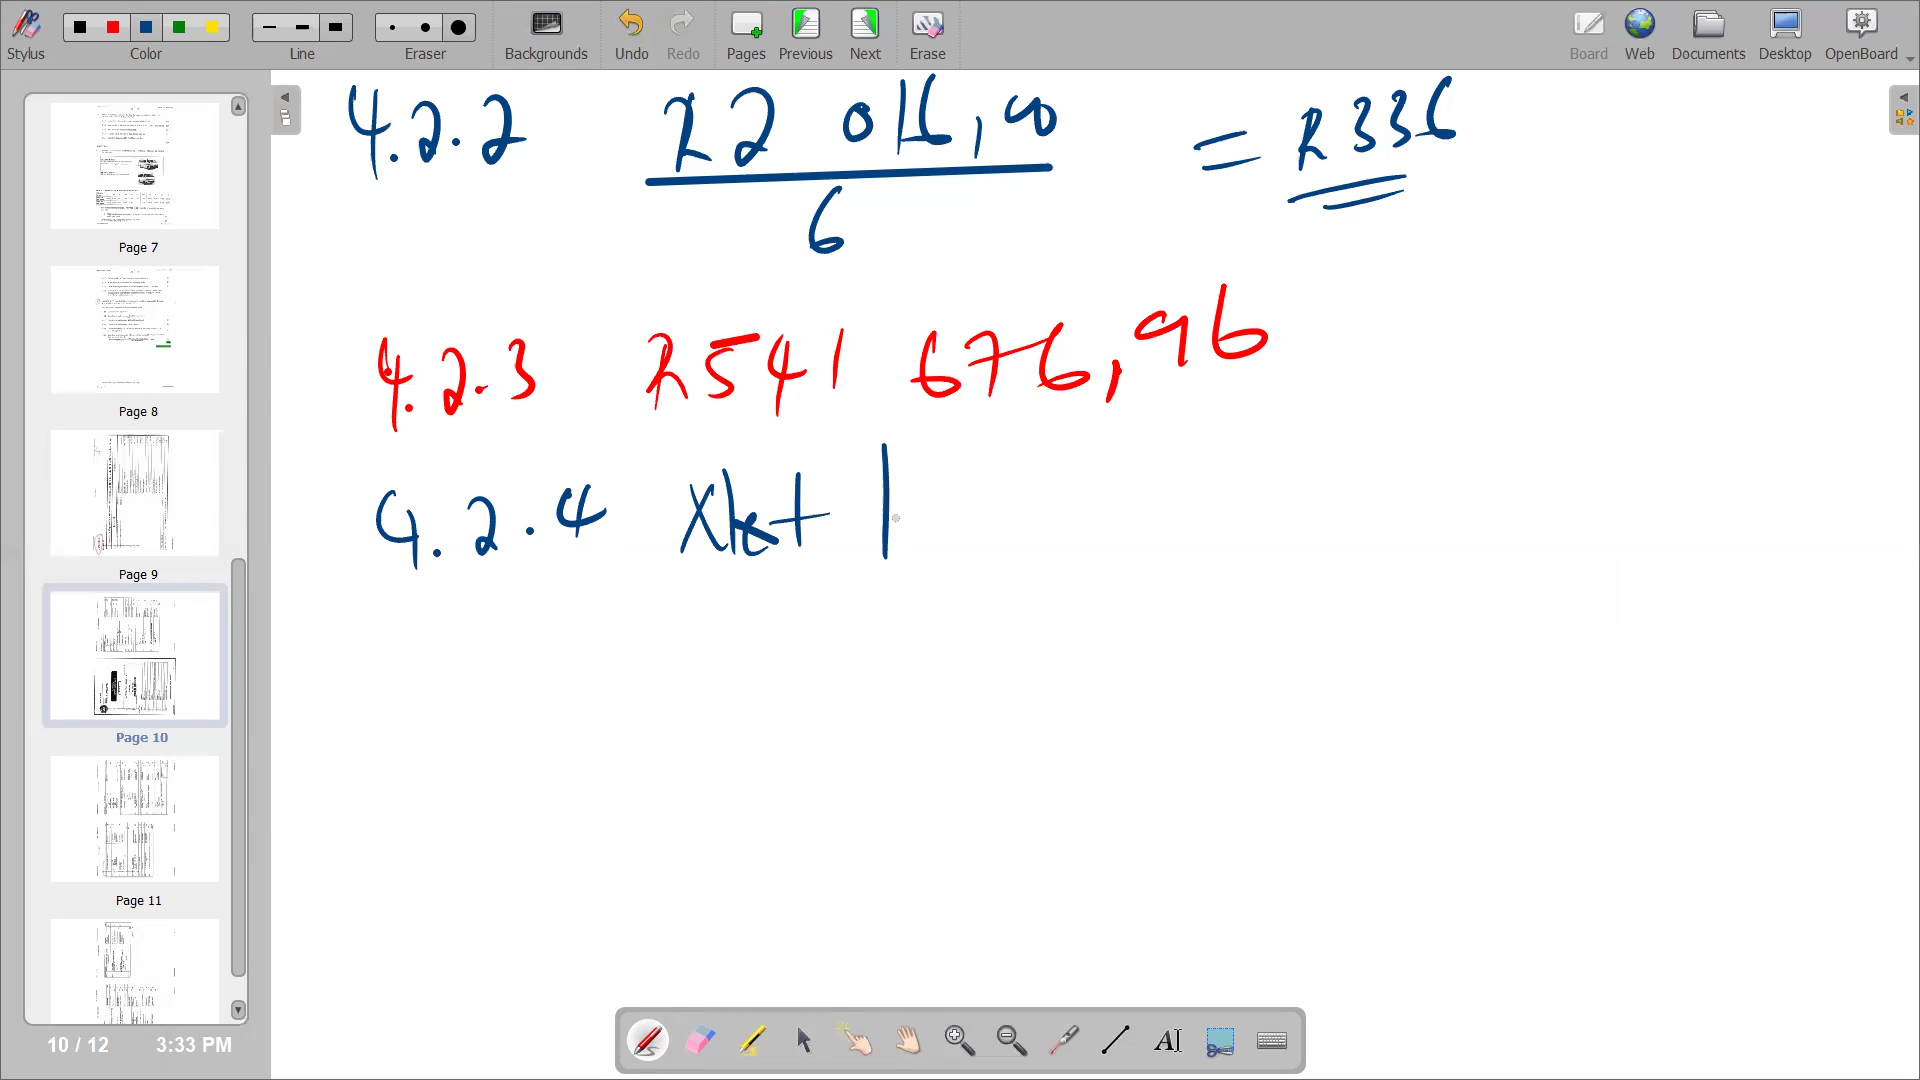 Stylus
Color
Line
Eraser
Backgrounds
Undo
Redo
Pages
Previous
Next
Erase
Board
Web
Documents
Desktop
OpenBoard
Page 7
Page 8
Page 9
Page 10
Page 11
10 / 12 3:33 PM
4.2.2 R2 016,00 = R336
6
4.2.3 R541 676,96
4.2.4